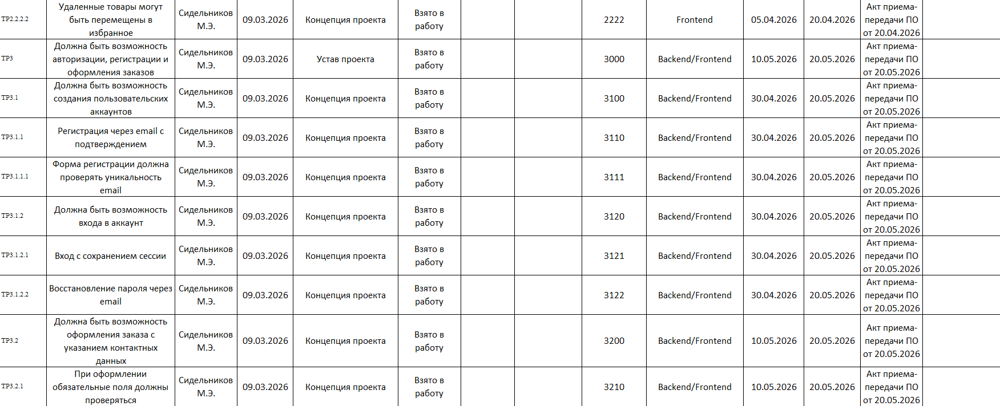 ТР2.2.2.2
Удаленные товары могут
быть перемещены в
избранное
Сидельников
М.Э.
09.03.2026
Концепция проекта
Взято в
работу
2222
Frontend
05.04.2026
20.04.2026
Акт приема-
передачи ПО
от 20.04.2026
ТР3
Должна быть возможность
авторизации, регистрации и
оформления заказов
Сидельников
М.Э.
09.03.2026
Устав проекта
Взято в
работу
3000
Backend/Frontend
10.05.2026
20.05.2026
Акт приема-
передачи ПО
от 20.05.2026
ТР3.1
Должна быть возможность
создания пользовательских
аккаунтов
Сидельников
М.Э.
09.03.2026
Концепция проекта
Взято в
работу
3100
Backend/Frontend
30.04.2026
20.05.2026
Акт приема-
передачи ПО
от 20.05.2026
ТР3.1.1
Регистрация через email с
подтверждением
Сидельников
М.Э.
09.03.2026
Концепция проекта
Взято в
работу
3110
Backend/Frontend
30.04.2026
20.05.2026
Акт приема-
передачи ПО
от 20.05.2026
ТР3.1.1.1
Форма регистрации должна
проверять уникальность
email
Сидельников
М.Э.
09.03.2026
Концепция проекта
Взято в
работу
3111
Backend/Frontend
30.04.2026
20.05.2026
Акт приема-
передачи ПО
от 20.05.2026
ТР3.1.2
Должна быть возможность
входа в аккаунт
Сидельников
М.Э.
09.03.2026
Концепция проекта
Взято в
работу
3120
Backend/Frontend
30.04.2026
20.05.2026
Акт приема-
передачи ПО
от 20.05.2026
ТР3.1.2.1
Вход с сохранением сессии
Сидельников
М.Э.
09.03.2026
Концепция проекта
Взято в
работу
3121
Backend/Frontend
30.04.2026
20.05.2026
Акт приема-
передачи ПО
от 20.05.2026
ТР3.1.2.2
Восстановление пароля через
email
Сидельников
М.Э.
09.03.2026
Концепция проекта
Взято в
работу
3122
Backend/Frontend
30.04.2026
20.05.2026
Акт приема-
передачи ПО
от 20.05.2026
ТР3.2
Должна быть возможность
оформления заказа с
указанием контактных
данных
Сидельников
М.Э.
09.03.2026
Концепция проекта
Взято в
работу
3200
Backend/Frontend
10.05.2026
20.05.2026
Акт приема-
передачи ПО
от 20.05.2026
ТР3.2.1
При оформлении
обязательные поля должны
проверяться
Сидельников
М.Э.
09.03.2026
Концепция проекта
Взято в
работу
3210
Backend/Frontend
10.05.2026
20.05.2026
Акт приема-
передачи ПО
от 20.05.2026